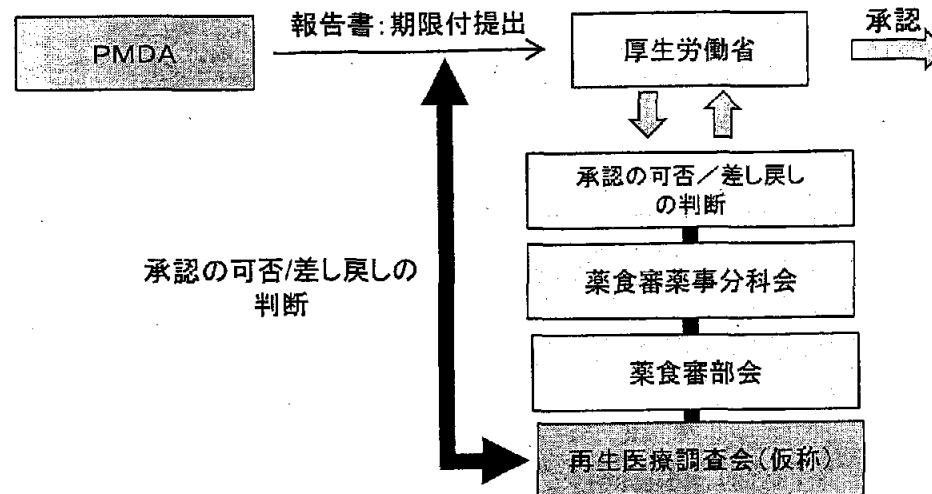 PMDA
報告書:期限付提出
厚生労働省
承認
承認の可否／差し戻し
の判断
承認の可否/差し戻しの
判断
薬食審薬事分科会
薬食審部会
再生医療調査会(仮称)